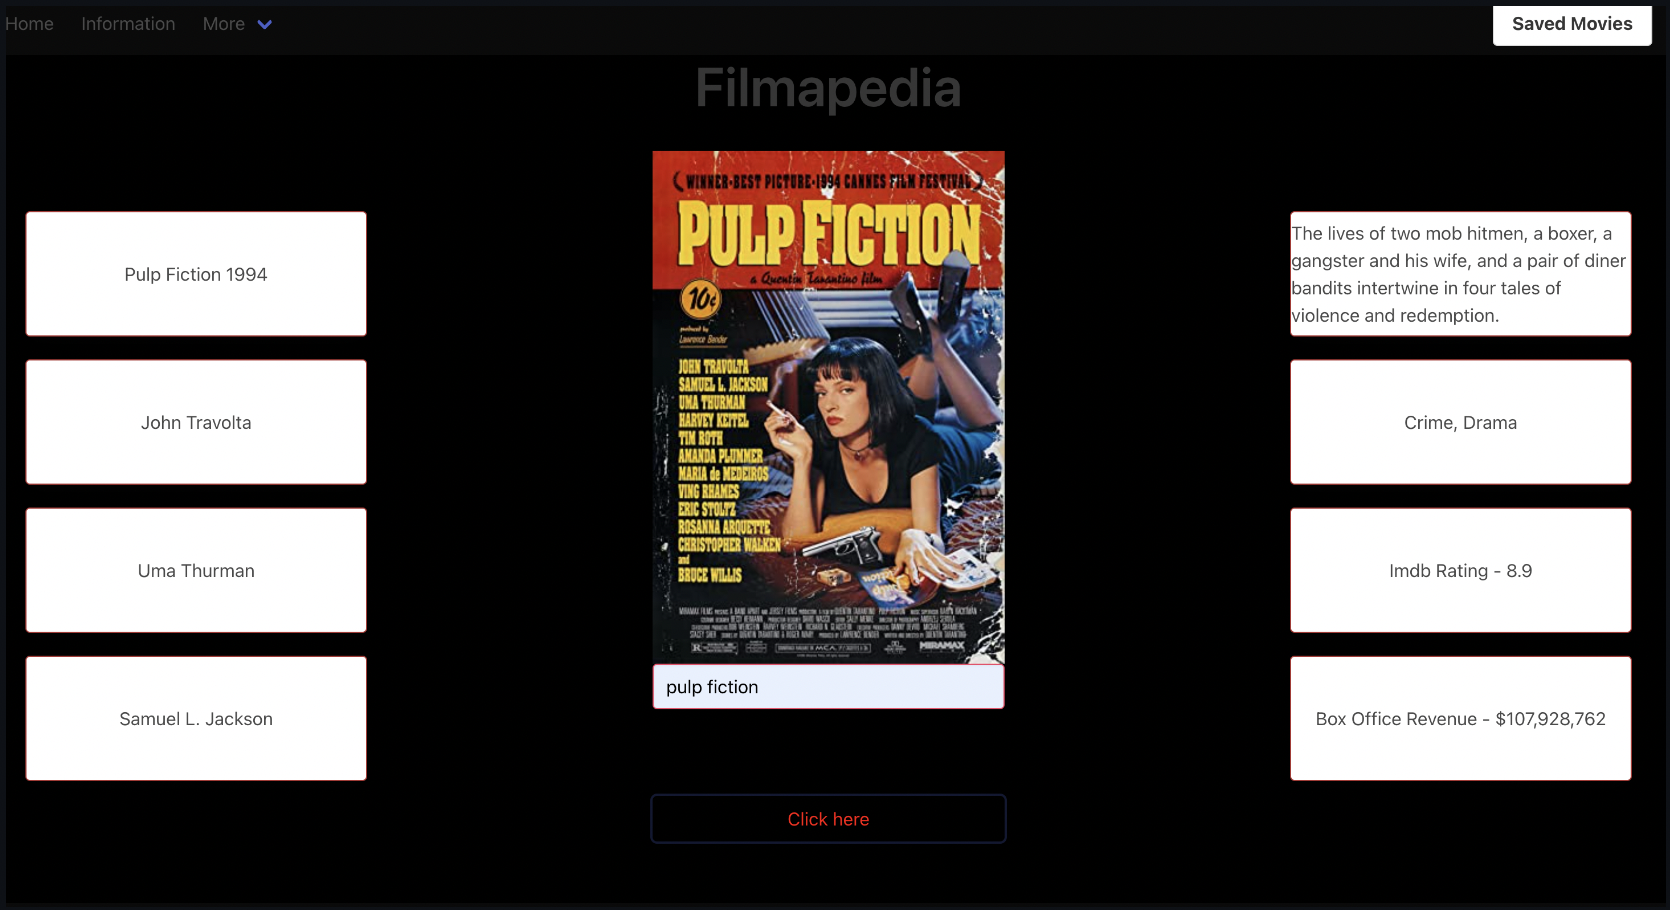 Home Information More
Saved Movies
Filmapedia
WINNER-BEST PICTURE-1994 CANNES FILM FESTIVAL
PULP FICTION
a Quentin Tarantino film
10¢
produced by
Lawrence Bender
JOHN TRAVOLTA
SAMUEL L. JACKSON
UMA THURMAN
HARVEY KEITEL
TIM ROTH
AMANDA PLUMMER
MARIA de MEDEIROS
VING RHAMES
ERIC STOLTZ
ROSANNA ARQUETTE
CHRISTOPHER WALKEN
and
BRUCE WILLIS
MIRAMAX
pulp fiction
Click here
Pulp Fiction 1994
John Travolta
Uma Thurman
Samuel L. Jackson
The lives of two mob hitmen, a boxer, a
gangster and his wife, and a pair of diner
bandits intertwine in four tales of
violence and redemption.
Crime, Drama
Imdb Rating - 8.9
Box Office Revenue - $107,928,762